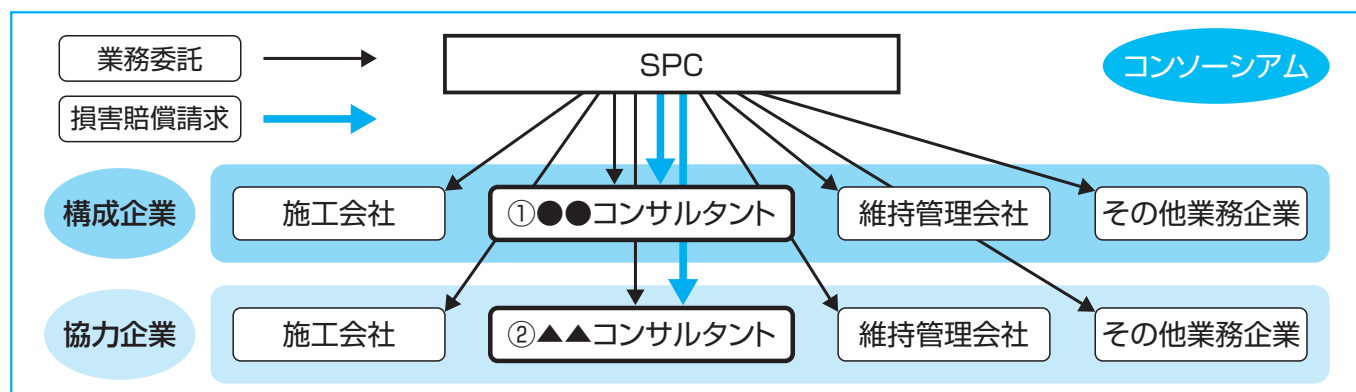 業務委託
SPC
コンソーシアム
損害賠償請求
構成企業
施工会社
①●●コンサルタント
維持管理会社
その他業務企業
協力企業
施工会社
②▲▲コンサルタント
維持管理会社
その他業務企業